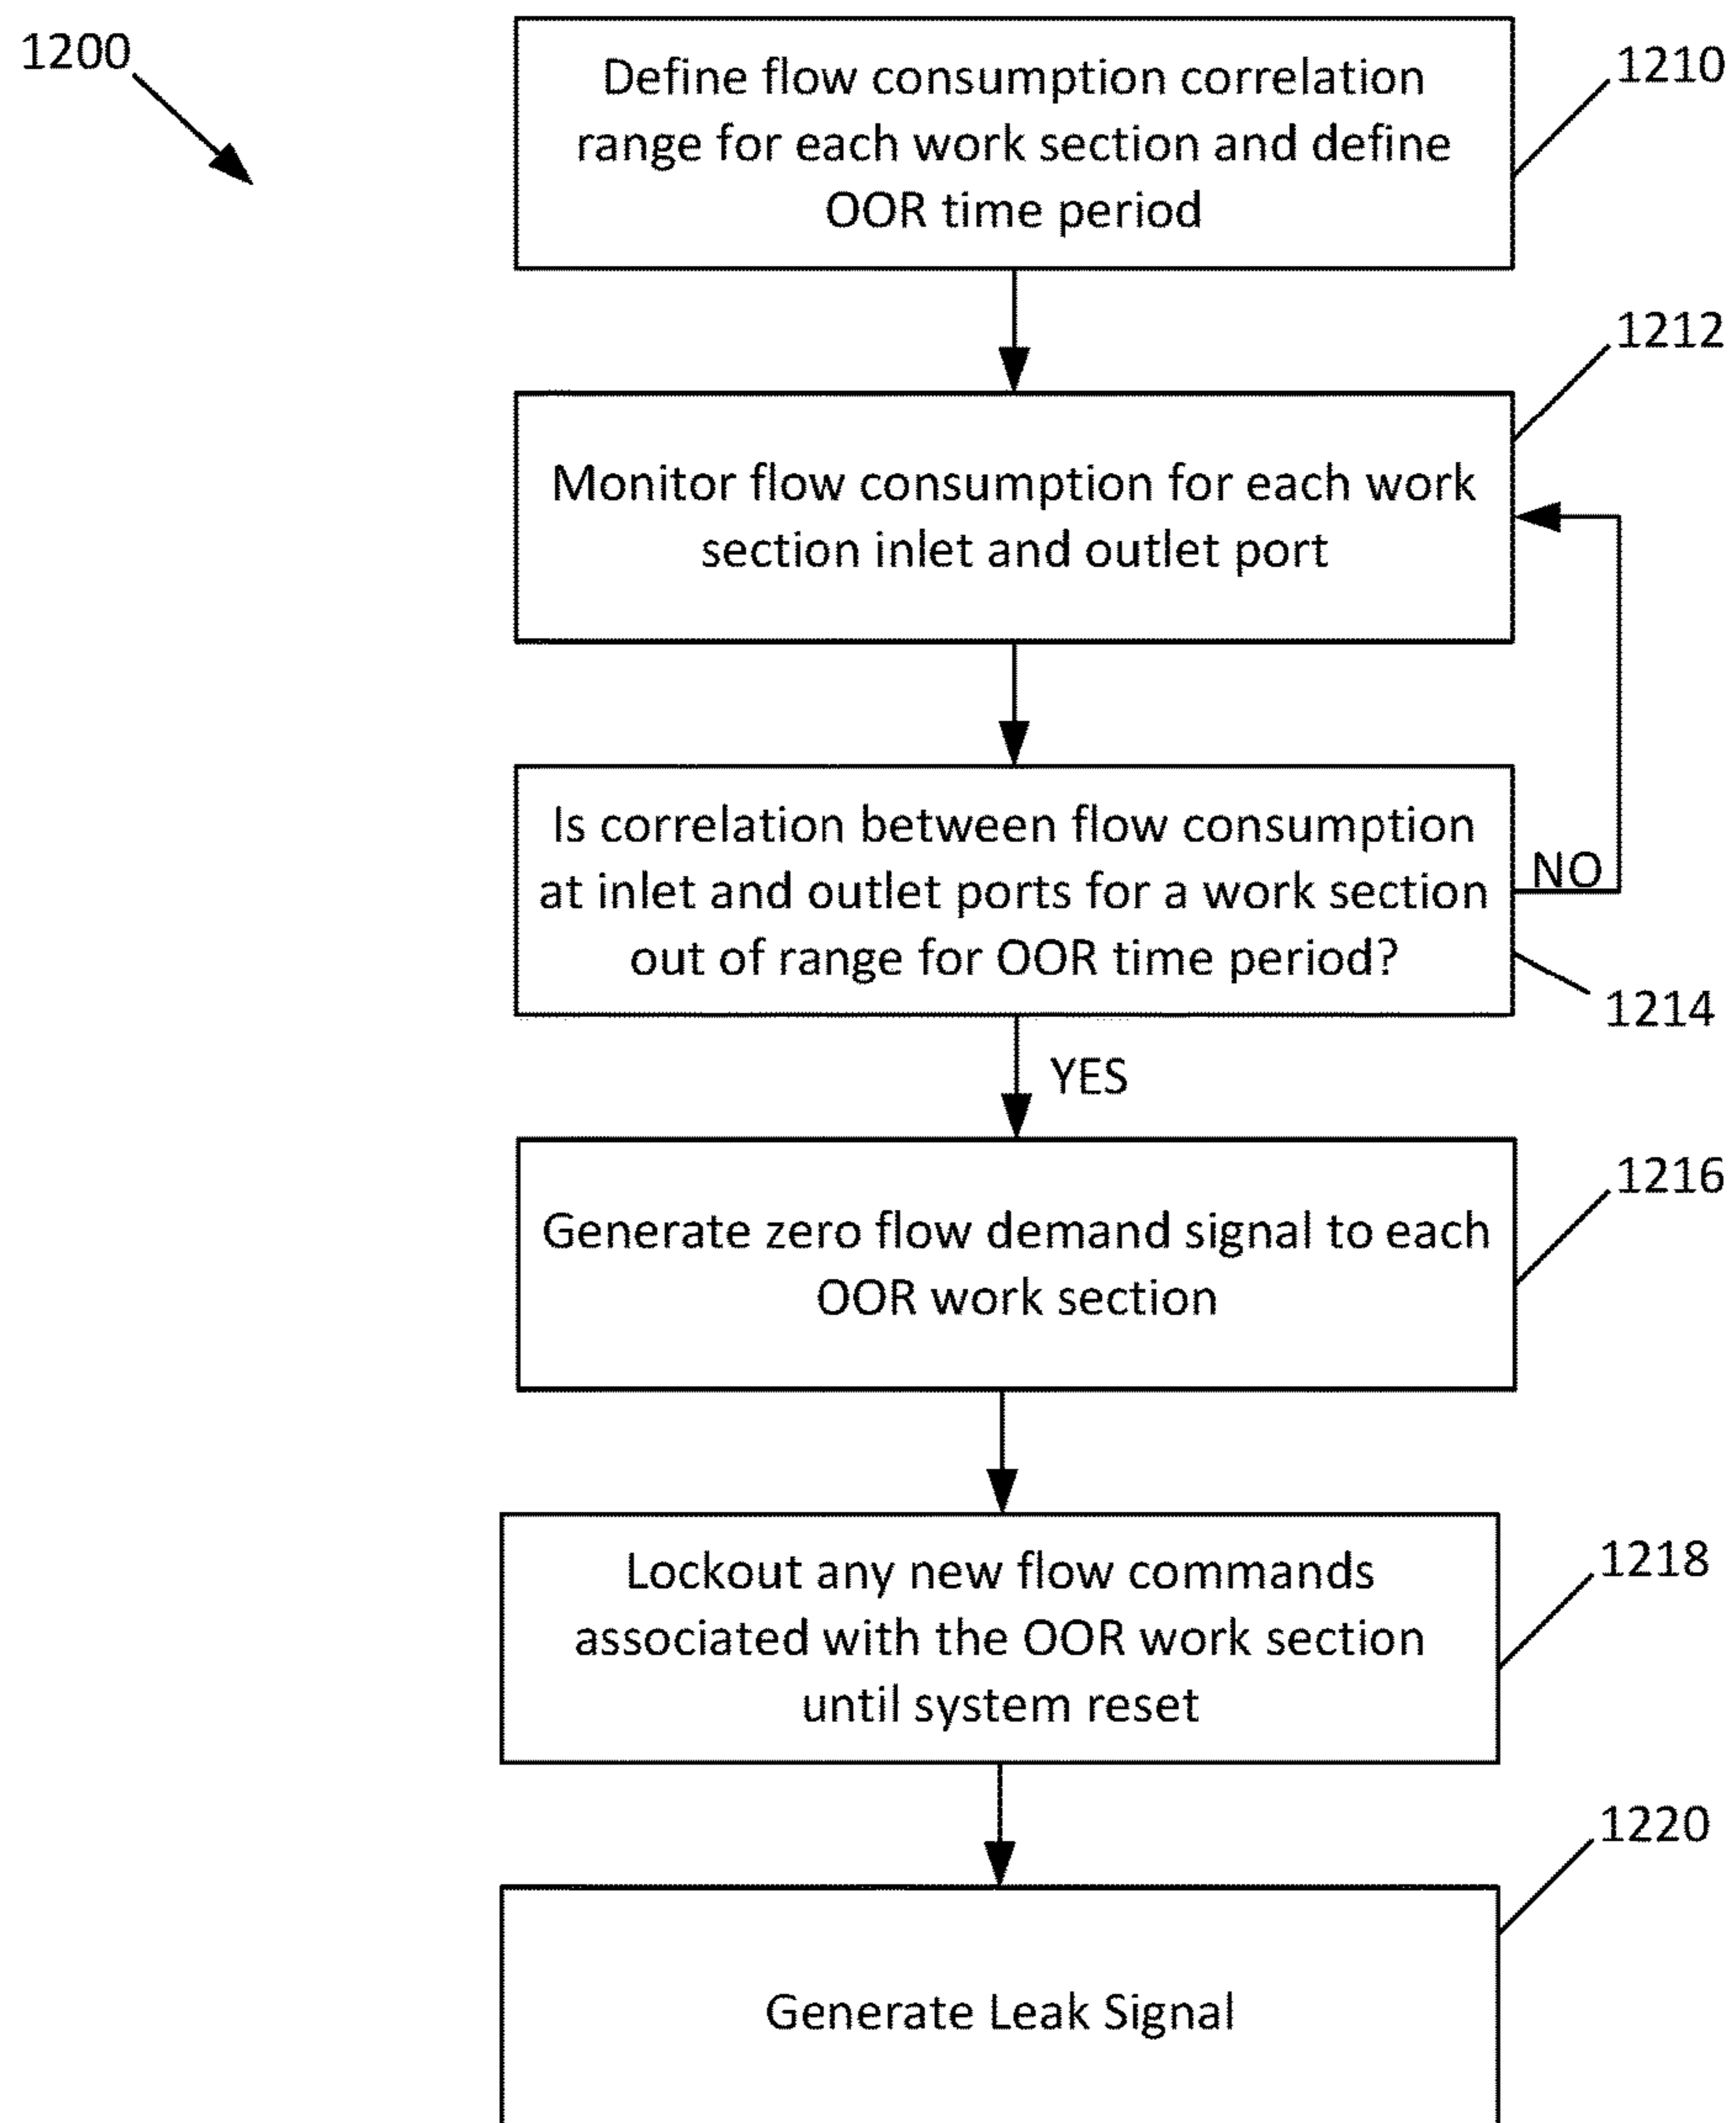 1200
Define flow consumption correlation
range for each work section and define
OOR time period
1210
1212
Monitor flow consumption for each work
section inlet and outlet port
Is correlation between flow consumption
at inlet and outlet ports for a work section
out of range for OOR time period?
NO
1214
YES
1216
Generate zero flow demand signal to each
OOR work section
1218
Lockout any new flow commands
associated with the OOR work section
until system reset
1220
Generate Leak Signal